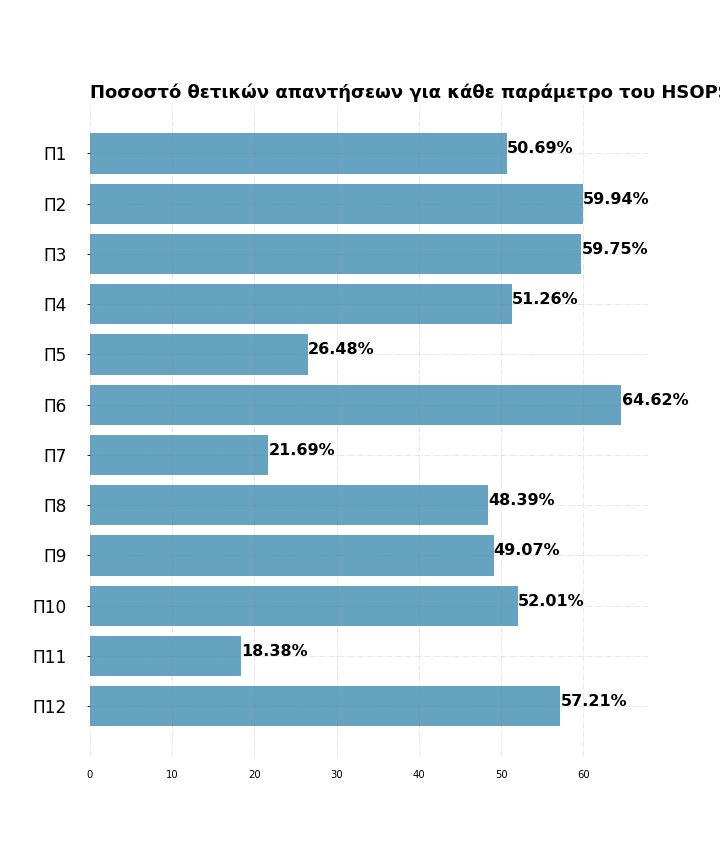 Ποσοστό θετικών απαντήσεων για κάθε παράμετρο του
Π1 50.69%
Π2 59.94%
Π3 59.75%
Π4 51.26%
Π5 26.48%
Π6 64.62%
Π7 21.69%
Π8 48.39%
Π9 49.07%
Π10 52.01%
Π11 18.38%
Π12 57.21%
0 10 20 30 40 50 60